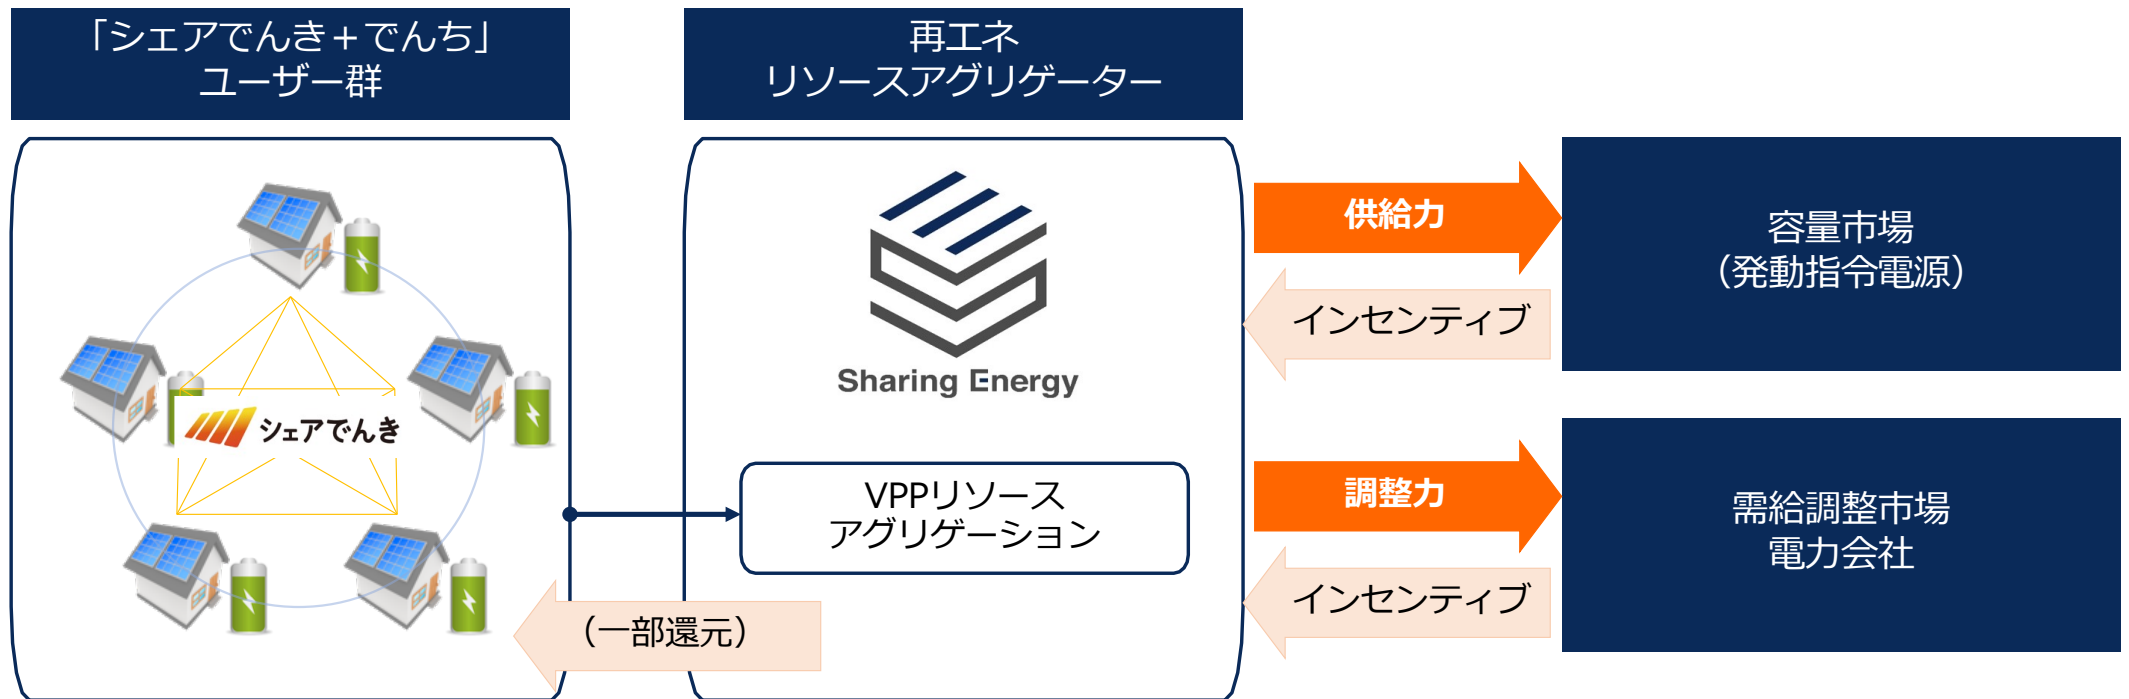 「シェアでんき＋でんち」
ユーザー群
再エネ
リソースアグリゲーター
シェアでんき
Sharing Energy
VPPリソース
アグリゲーション
（一部還元）
供給力
インセンティブ
容量市場
（発動指令電源）
調整力
インセンティブ
需給調整市場
電力会社